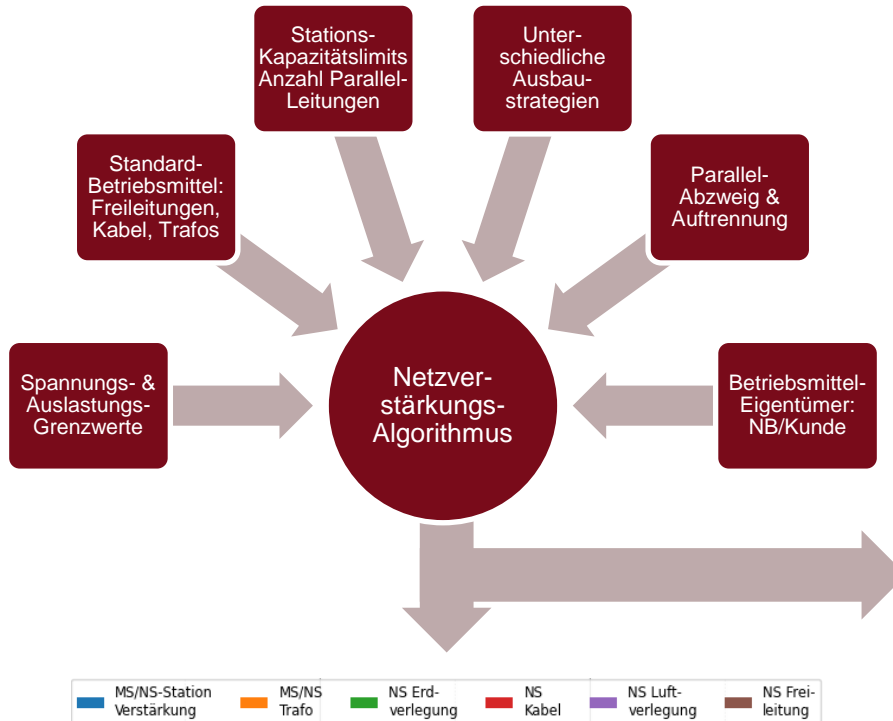 Stations-
Kapazitätslimits
Anzahl Parallel-
Leitungen
Unter-
schiedliche
Ausbau-
strategien
Standard-
Betriebsmittel:
Freileitungen,
Kabel, Trafos
Parallel-
Abzweig &
Auftrennung
Spannungs- &
Auslastungs-
Grenzwerte
Netzver-
stärkungs-
Algorithmus
Betriebsmittel-
Eigentümer:
NB/Kunde
MS/NS-Station
Verstärkung
MS/NS
Trafo
NS Erd-
verlegung
NS
Kabel
NS Luft-
verlegung
NS Frei-
leitung